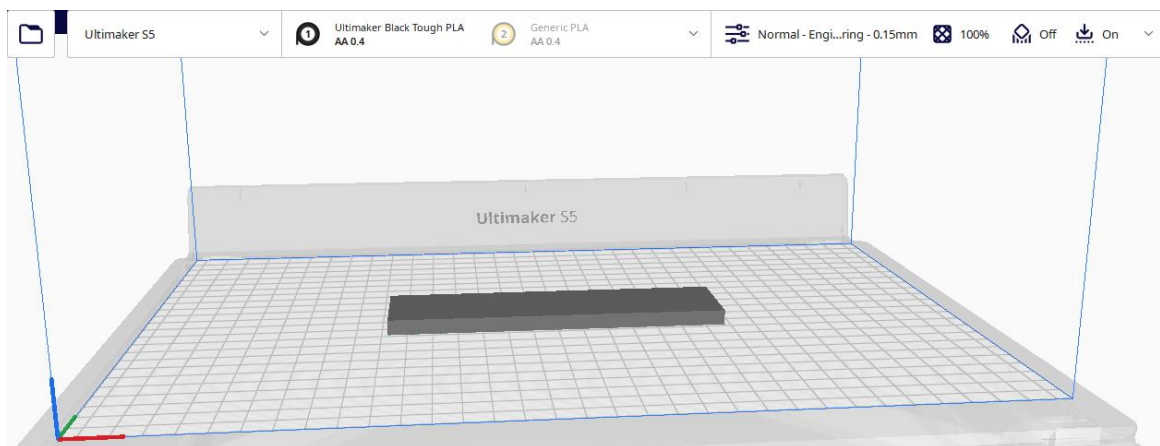 Ultimaker S5
1
Ultimaker Black Tough PLA
AA 0.4
2
Generic PLA
AA 0.4
Normal - Engi...ring - 0.15mm
100%
Off
On
Ultimaker S5